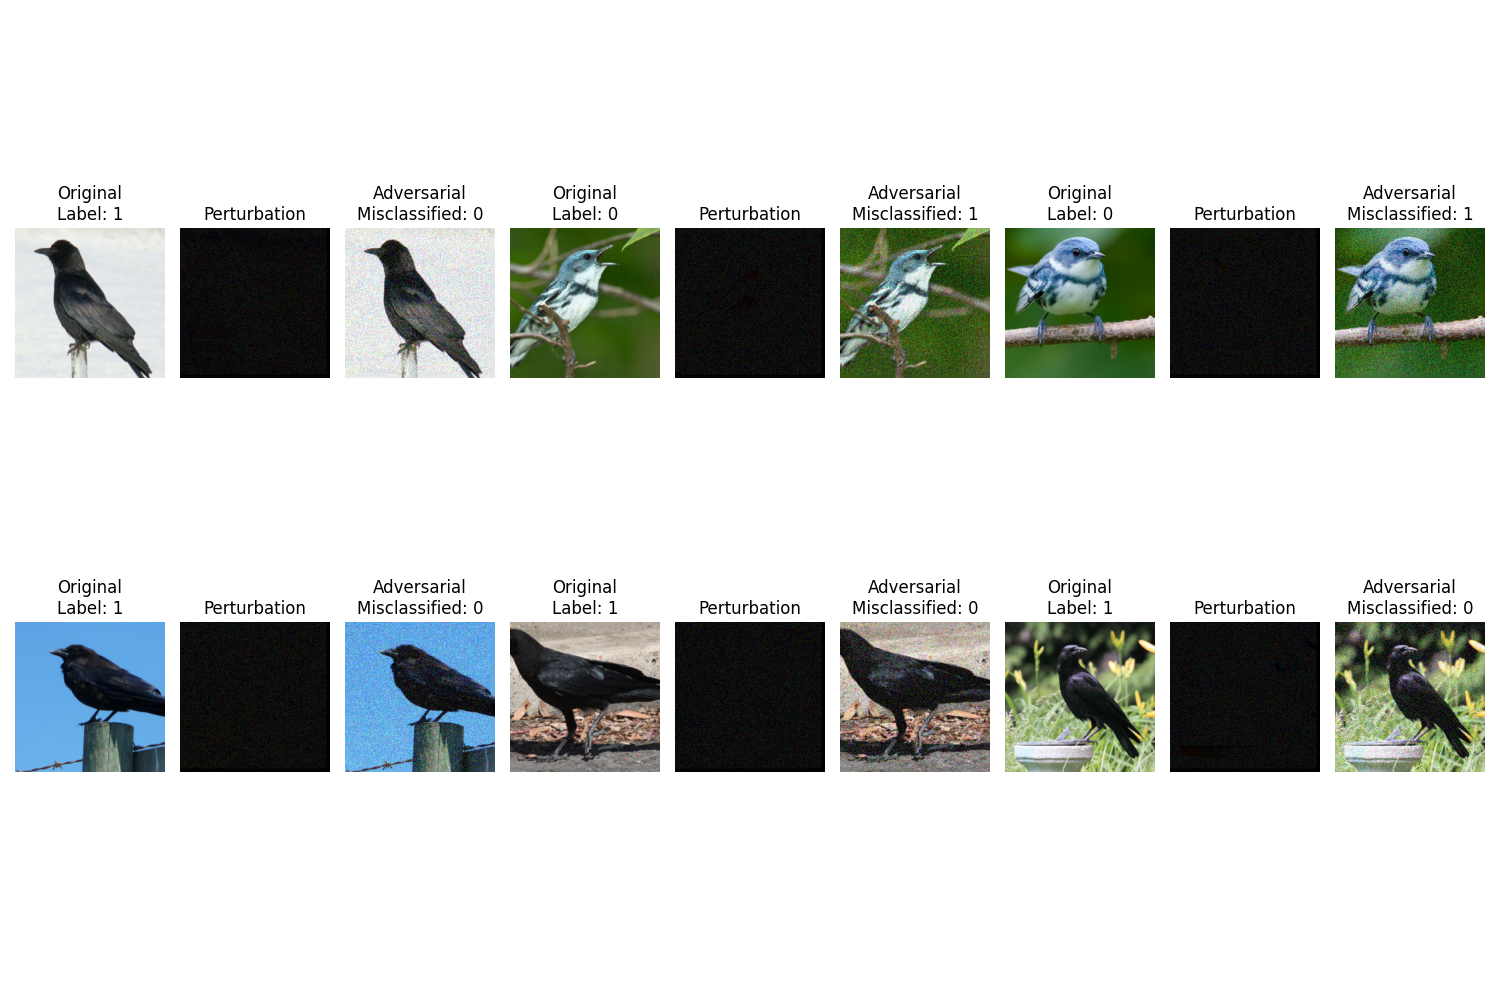 Original
Label: 1
Perturbation
Adversarial
Misclassified: 0
Original
Label: 0
Perturbation
Adversarial
Misclassified: 1
Original
Label: 0
Perturbation
Adversarial
Misclassified: 1
Original
Label: 1
Perturbation
Adversarial
Misclassified: 0
Original
Label: 1
Perturbation
Adversarial
Misclassified: 0
Original
Label: 1
Perturbation
Adversarial
Misclassified: 0